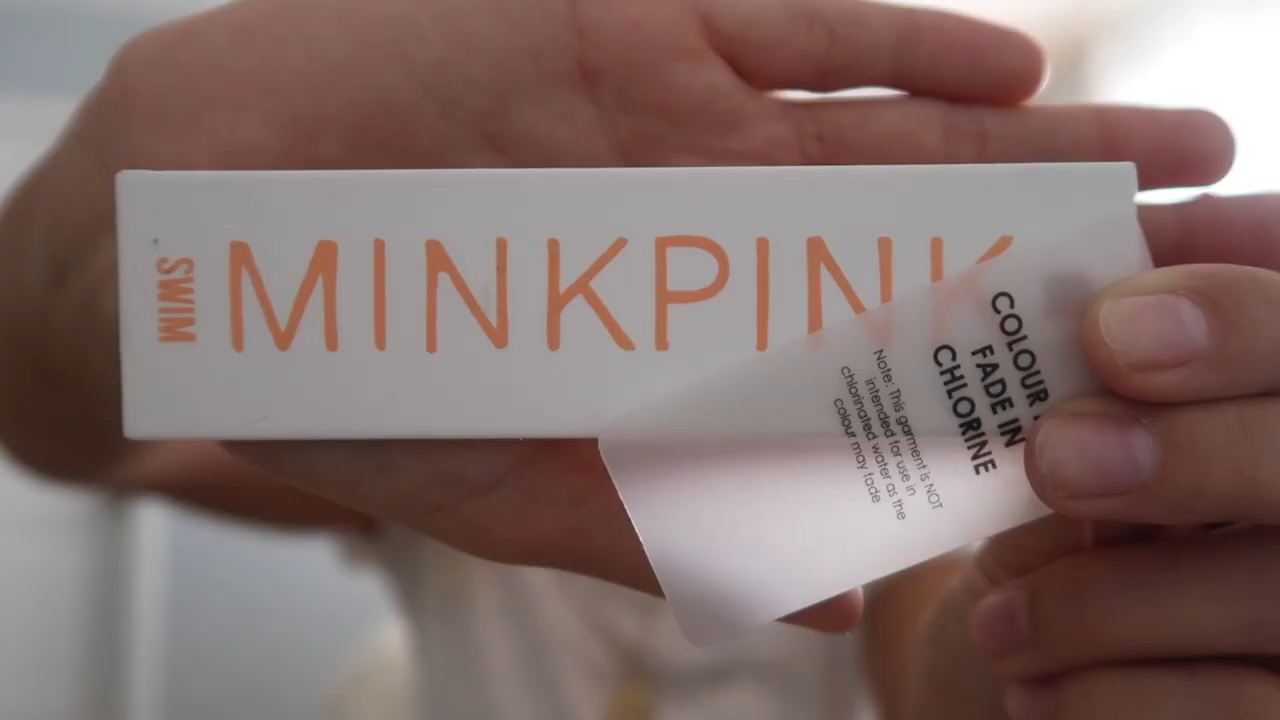 SWIM
MINKPINK
COLOUR
FADE IN
CHLORINE
Note: This garment is NOT
intended for use in
chlorinated water as the
colour may fade